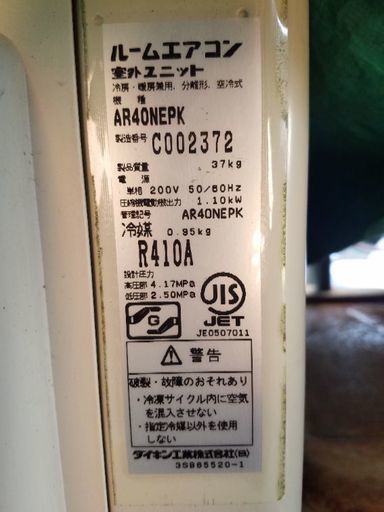 ルームエアコン
室外ユニット
冷房・暖房兼用、分離形、空冷式
機種
AR40NEPK
製造番号 C002372
製品質量 37kg
電源
単相 200V 50/60Hz
圧縮機電動機出力 1.10kW
管理記号 AR40NEPK
冷媒 0.95kg
R410A
設計圧力
高圧部 4.17MPa
低圧部 2.50MPa
G
JIS
JET
JE0507011
警告
破裂・故障のおそれあり
・冷凍サイクル内に空気
を混入させない
・指定冷媒以外を使用
しない
ダイキン工業株式会社(自)
3SB65520-1